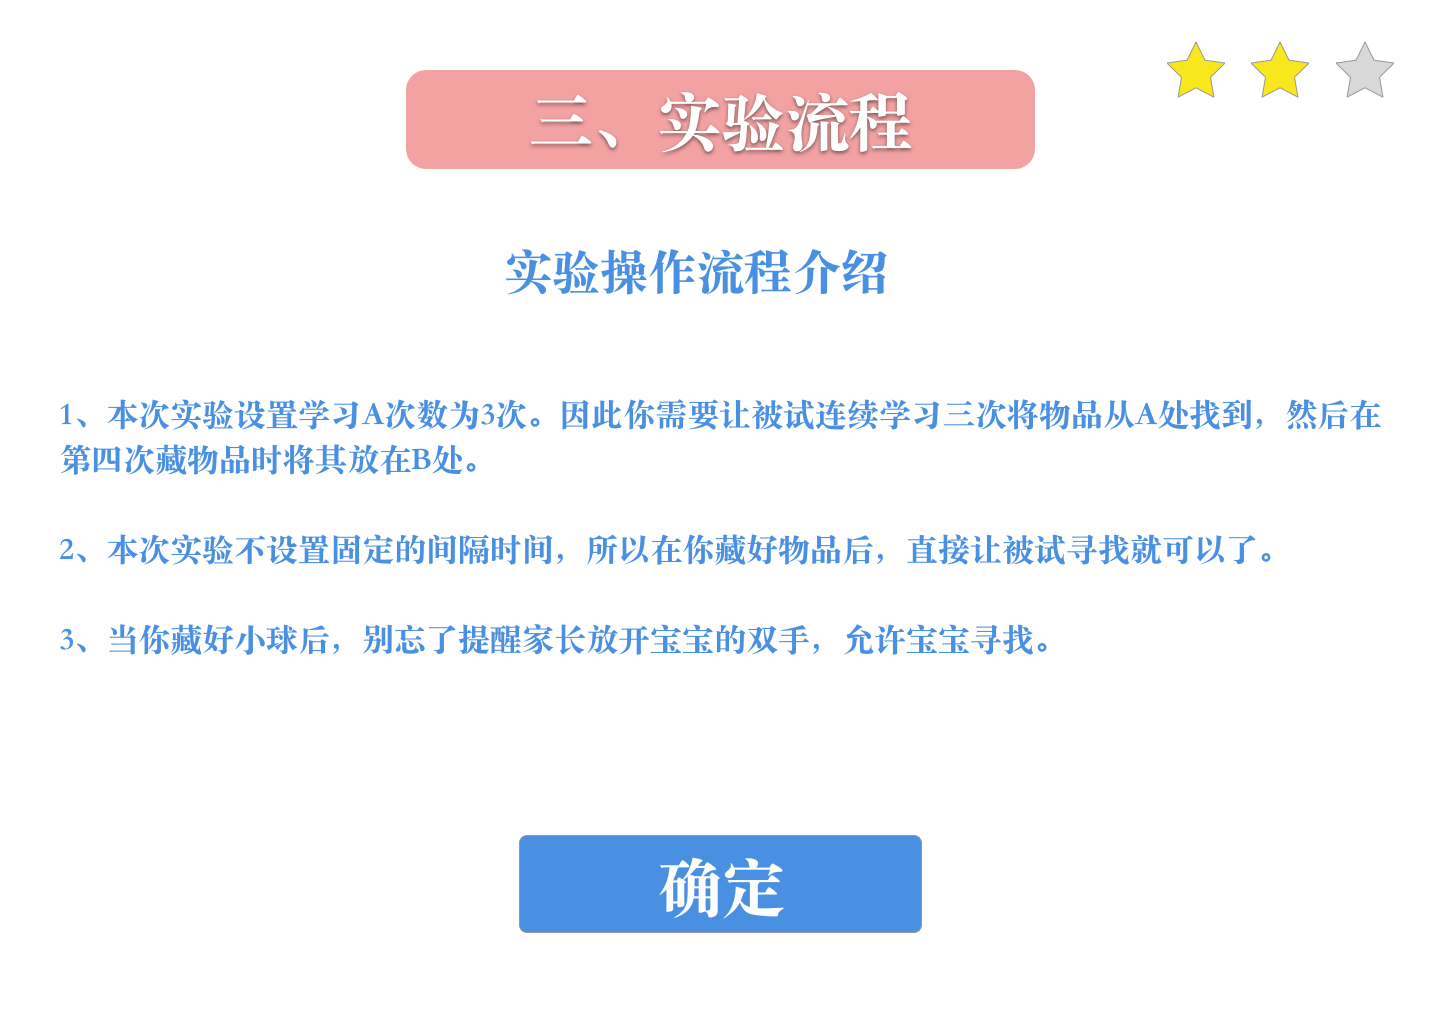 三、实验流程
实验操作流程介绍
1、本次实验设置学习A次数为3次。因此你需要让被试连续学习三次将物品从A处找到，然后在
第四次藏物品时将其放在B处。
2、本次实验不设置固定的间隔时间，所以在你藏好物品后，直接让被试寻找就可以了。
3、当你藏好小球后，别忘了提醒家长放开宝宝的双手，允许宝宝寻找。
确定